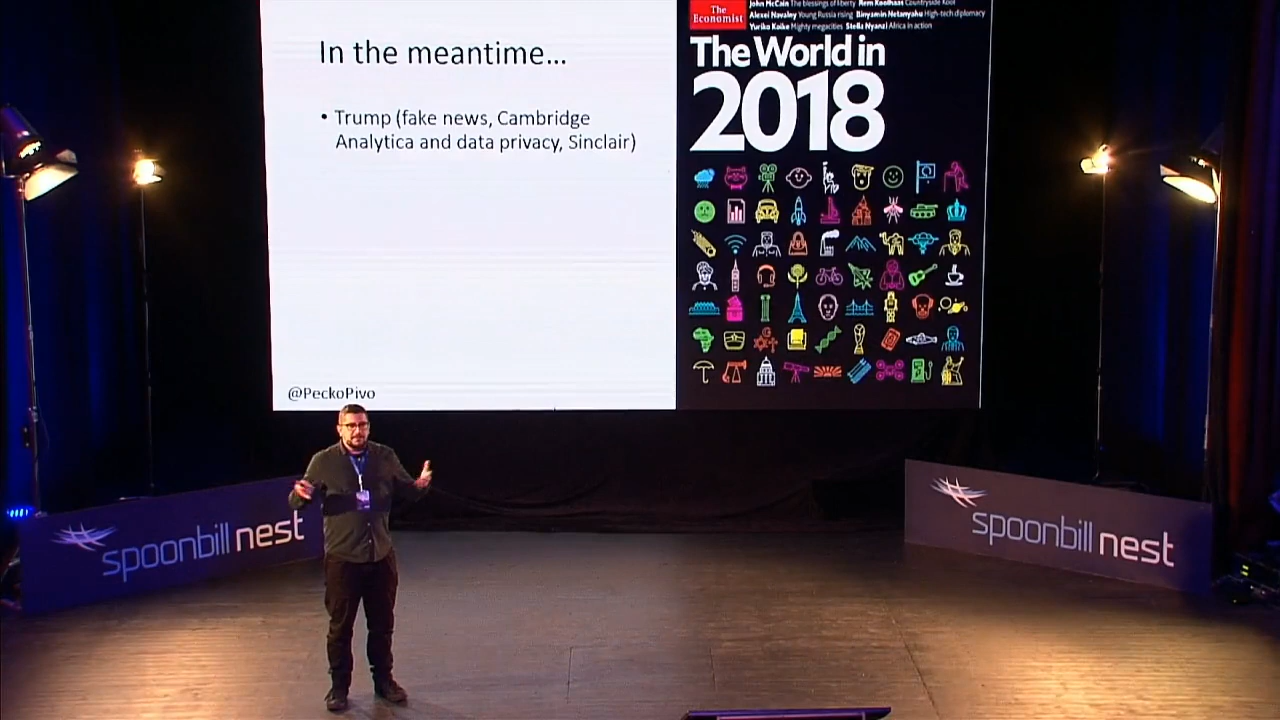 In the meantime...
• Trump (fake news, Cambridge
Analytica and data privacy, Sinclair)
@PeckoPivo
The
Economist
John McCain The blessings of liberty Rem Koolhaas Countryside Kool
Alexei Navalny Young Russia rising Binyamin Netanyahu High-tech diplomacy
Yuriko Koike Mighty megacities Stella Nyanzi Africa in action
The World in
2018
spoonbill nest
spoonbill nest